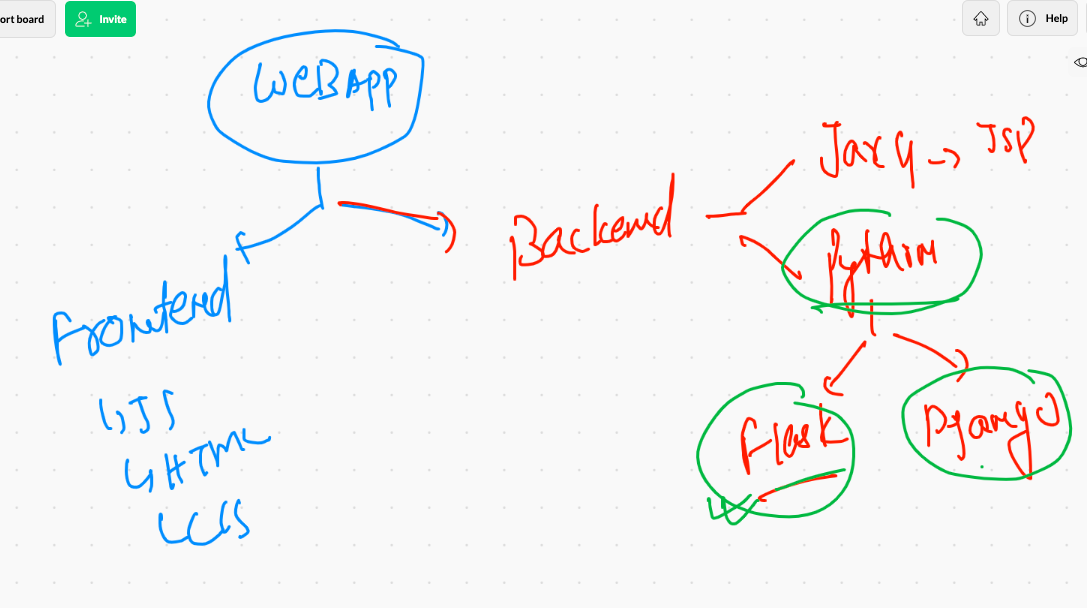 ort board
Invite
Help
WEBAPP
Java -> JSP
Backend
Python
Frontend
JS
HTML
CSS
Flask
Django